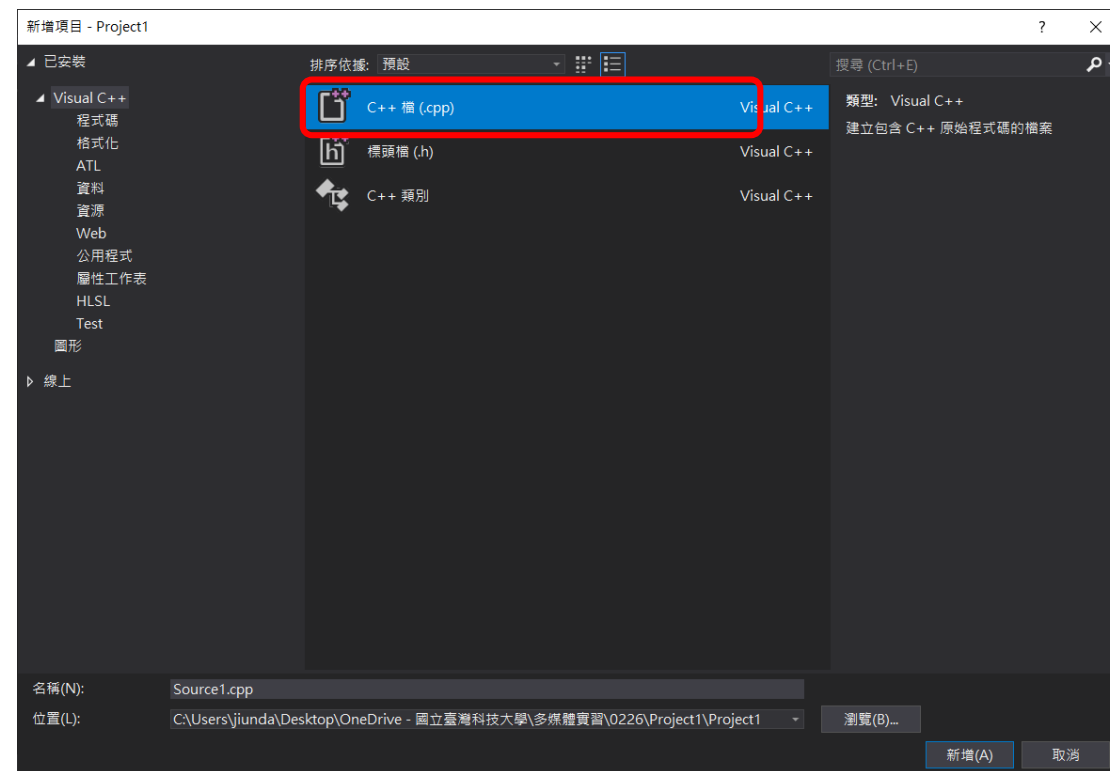 新增項目 - Project1
?
已安裝
排序依據: 預設
搜尋 (Ctrl+E)
Visual C++
程式碼
格式化
ATL
資料
資源
Web
公用程式
屬性工作表
HLSL
Test
圖形
線上
C++ 檔 (.cpp) Visual C++
標頭檔 (.h) Visual C++
C++ 類別 Visual C++
類型: Visual C++
建立包含 C++ 原始程式碼的檔案
名稱(N): Source1.cpp
位置(L): C:\Users\jiunda\Desktop\OneDrive - 國立臺灣科技大學\多媒體實習\0226\Project1\Project1 瀏覽(B)...
新增(A) 取消